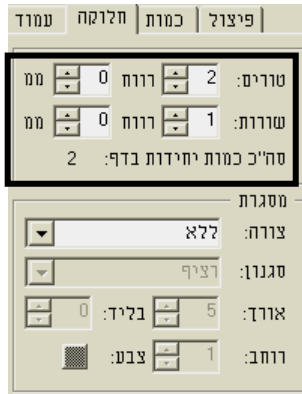 עמוד חלוקה כמות פיצול
טורים: 2 רווח 0 ממ
שורות: 1 רווח 0 ממ
סה"כ כמות יחידות בדף: 2
מסגרת
צורה: ללא
סגנון: רציף
אורך: 5 בליד: 0
רוחב: 1 צבע: